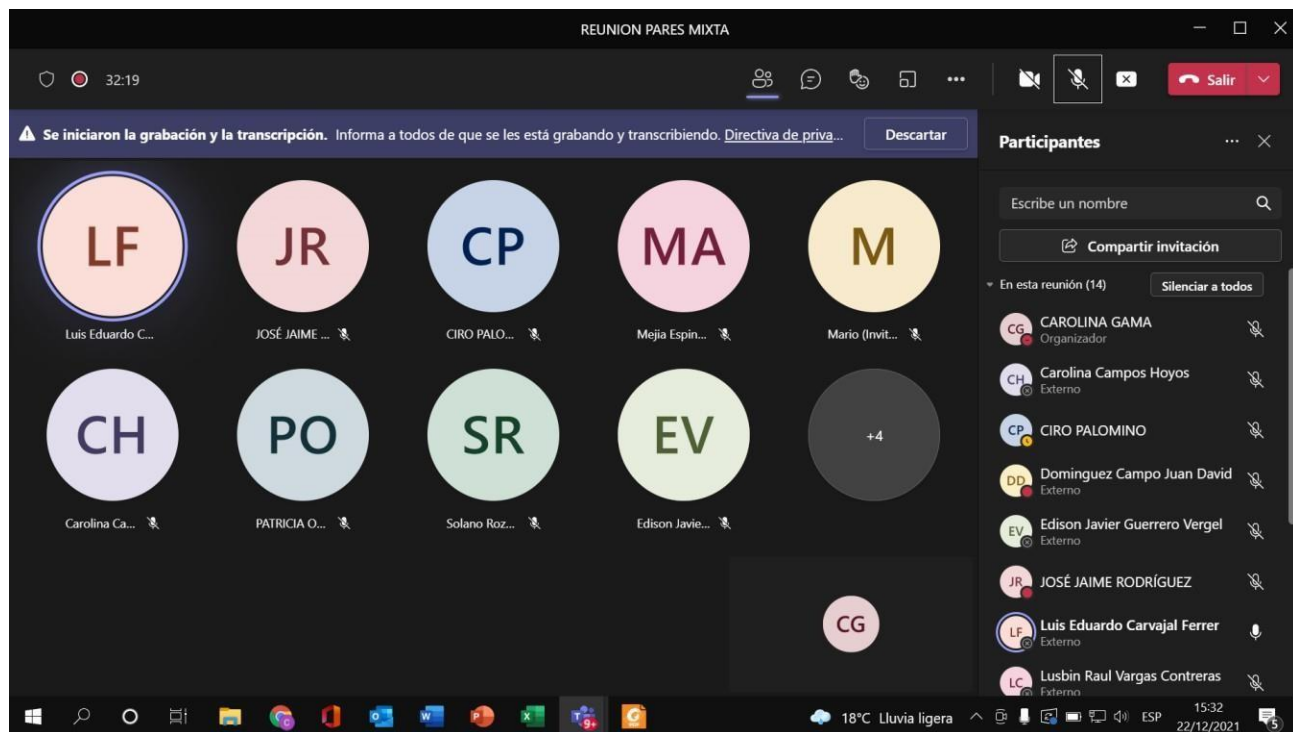 REUNION PARES MIXTA
32:19
Salir
Se iniciaron la grabación y la transcripción. Informa a todos de que se les está grabando y transcribiendo. Directiva de priva...
Descartar
LF
JR
CP
MA
M
Luis Eduardo C...
JOSÉ JAIME ...
CIRO PALO...
Mejia Espin...
Mario (Invit...
CH
PO
SR
EV
+4
Carolina Ca...
PATRICIA O...
Solano Roz...
Edison Javie...
CG
Participantes
Escribe un nombre
Compartir invitación
En esta reunión (14)
Silenciar a todos
CG
CAROLINA GAMA
Organizador
CH
Carolina Campos Hoyos
Externo
CP
CIRO PALOMINO
DD
Dominguez Campo Juan David
Externo
EV
Edison Javier Guerrero Vergel
Externo
JR
JOSÉ JAIME RODRÍGUEZ
LF
Luis Eduardo Carvajal Ferrer
Externo
LC
Lusbin Raul Vargas Contreras
Externo
9+
18°C Lluvia ligera
ESP
15:32
22/12/2021
5